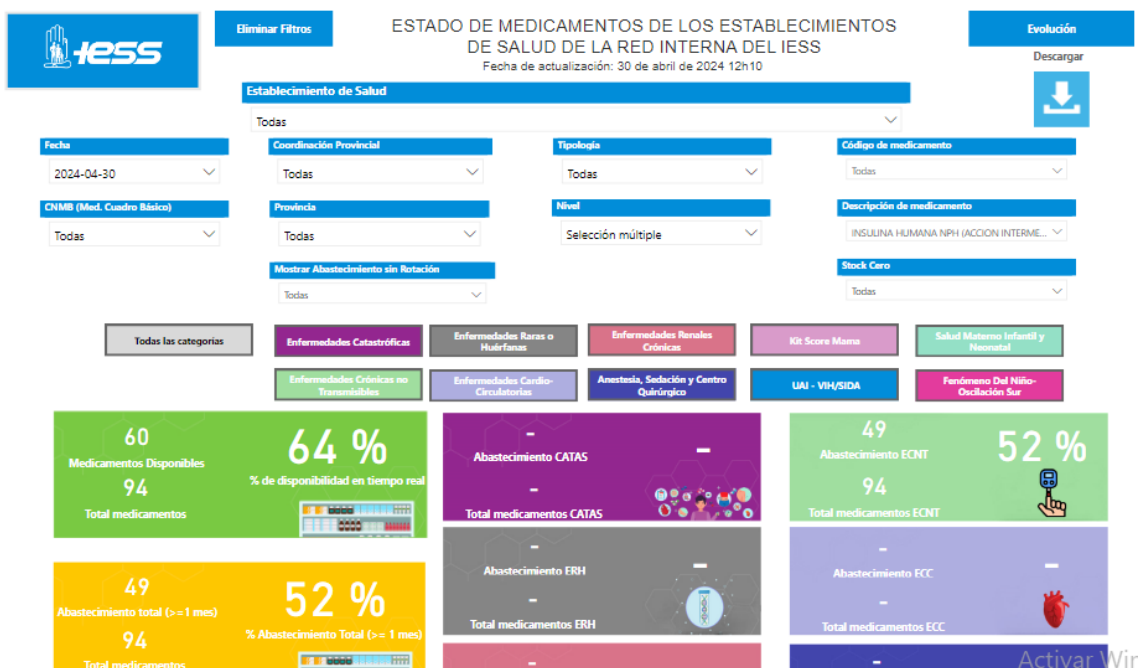 iess
Eliminar Filtros
ESTADO DE MEDICAMENTOS DE LOS ESTABLECIMIENTOS
DE SALUD DE LA RED INTERNA DEL IESS
Fecha de actualización: 30 de abril de 2024 12h10
Evolución
Descargar
Establecimiento de Salud
Todas
Fecha
2024-04-30
Coordinación Provincial
Todas
Tipología
Todas
Código de medicamento
Todas
CNMB (Med. Cuadro Básico)
Todas
Provincia
Todas
Nivel
Selección múltiple
Descripción de medicamento
INSULINA HUMANA NPH (ACCION INTERME...
Mostrar Abastecimiento sin Rotación
Todas
Stock Cero
Todas
Todas las categorías
Enfermedades Catastróficas
Enfermedades Raras o
Huérfanas
Enfermedades Renales
Crónicas
Kit Score Mama
Salud Materno Infantil y
Neonatal
Enfermedades Crónicas no
Transmisibles
Enfermedades Cardio-
Circulatorias
Anestesia, Sedación y Centro
Quirúrgico
UAI - VIH/SIDA
Fenómeno Del Niño-
Oscilación Sur
60
Medicamentos Disponibles
94
Total medicamentos
64 %
% de disponibilidad en tiempo real
-
Abastecimiento CATAS
-
Total medicamentos CATAS
-
49
Abastecimiento ECNT
94
Total medicamentos ECNT
52 %
-
Abastecimiento ERH
-
Total medicamentos ERH
-
-
Abastecimiento ECC
-
Total medicamentos ECC
-
49
Abastecimiento total (>=1 mes)
94
Total medicamentos
52 %
% Abastecimiento Total (>= 1 mes)
-
-
Activar Wir